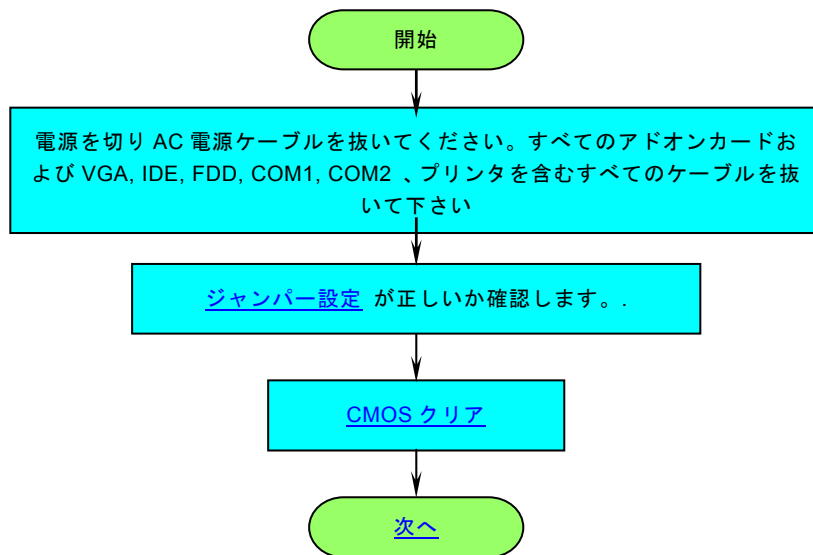 開始
電源を切り AC 電源ケーブルを抜いてください。すべてのアドオンカードお
よび VGA, IDE, FDD, COM1, COM2 、プリンタを含むすべてのケーブルを抜
いて下さい
ジャンパー設定 が正しいか確認します。.
CMOS クリア
次へ